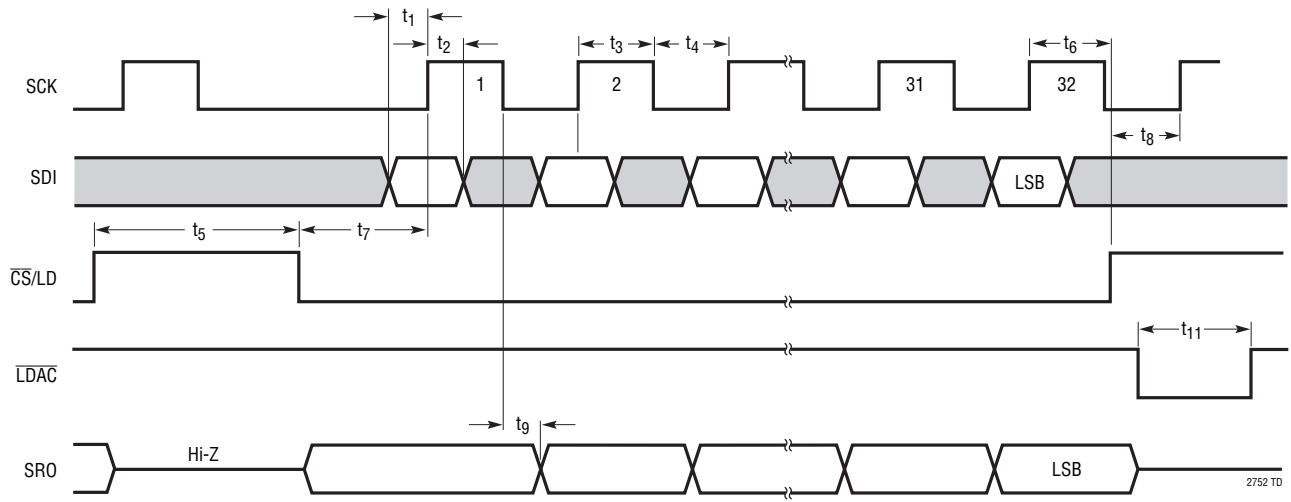 t1
t2
t3
t4
t6
SCK
1
2
31
32
t8
SDI
LSB
t5
t7
CS/LD
t11
LDAC
t9
Hi-Z
SRO
LSB
2752 TD